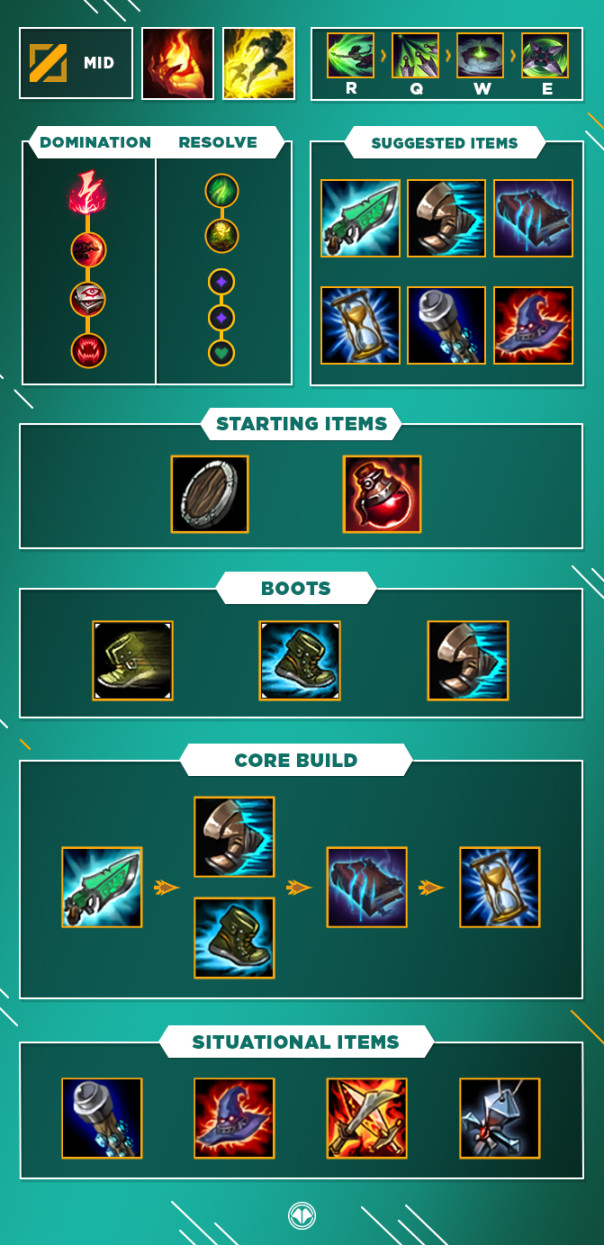 MID
R
Q
W
E
DOMINATION
RESOLVE
SUGGESTED ITEMS
STARTING ITEMS
BOOTS
CORE BUILD
SITUATIONAL ITEMS